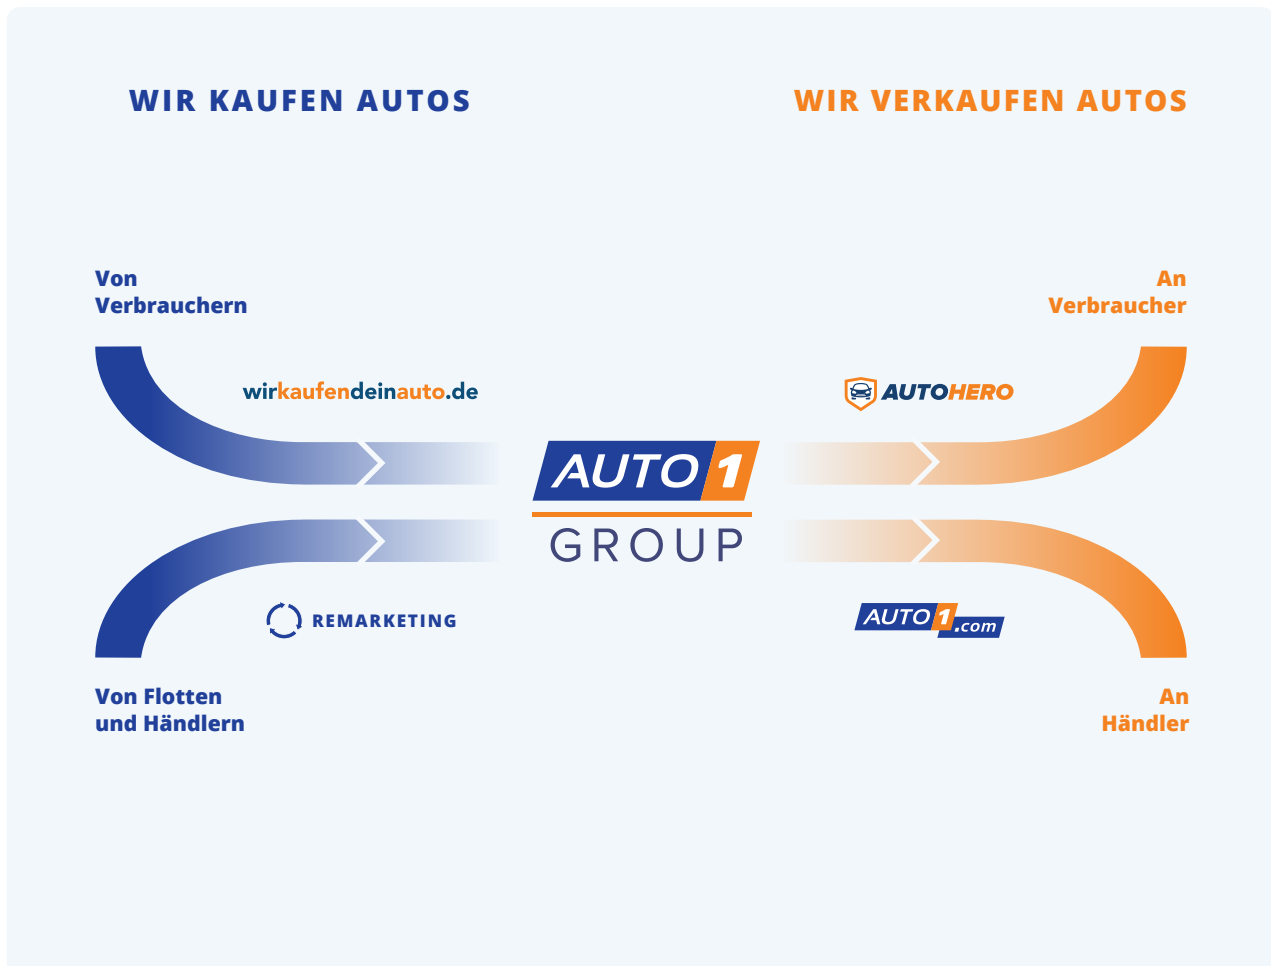 WIR KAUFEN AUTOS
WIR VERKAUFEN AUTOS
Von
Verbrauchern
An
Verbraucher
wirkaufendeinauto.de
AUTOHERO
AUTO1
GROUP
REMARKETING
AUTO1.com
Von Flotten
und Händlern
An
Händler